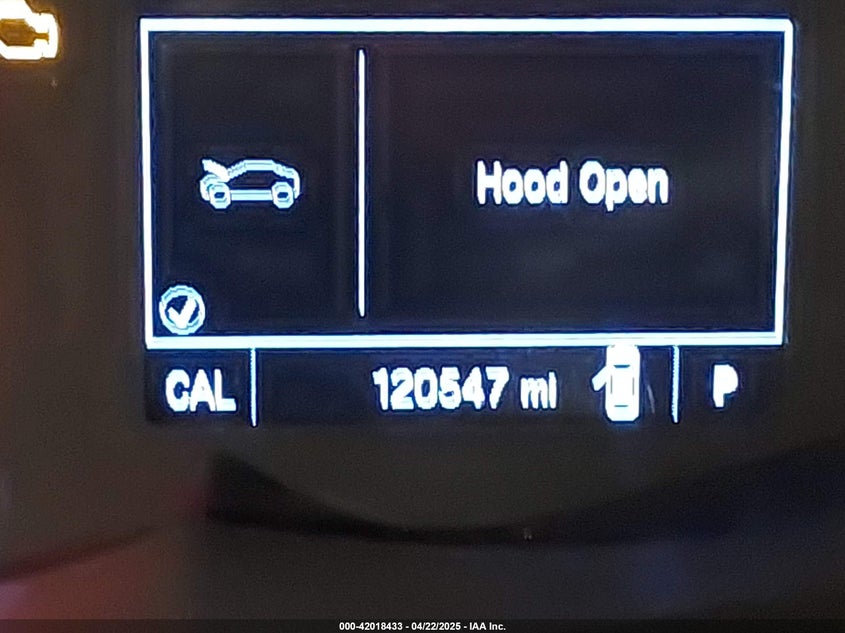 Hood Open
CAL 120547 mi P
000-42018433 - 04/22/2025 - IAA Inc.